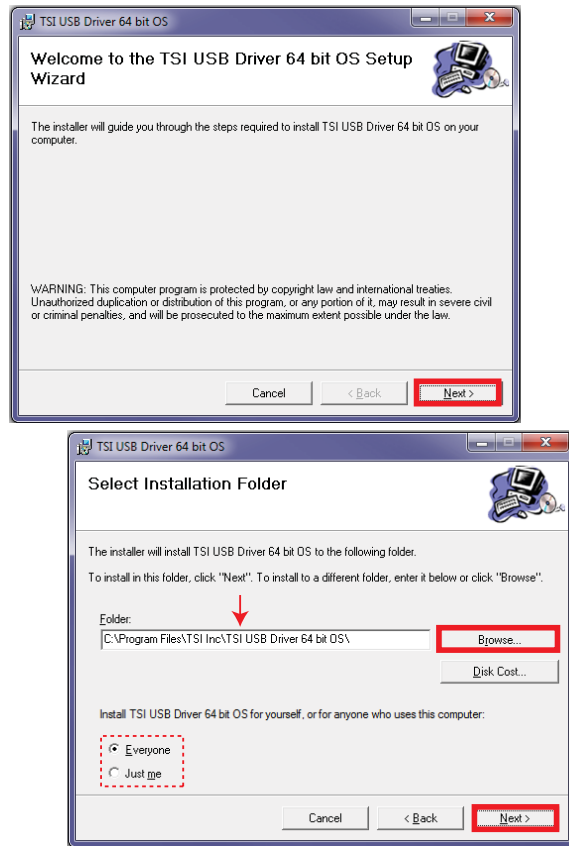 TSI USB Driver 64 bit OS
Welcome to the TSI USB Driver 64 bit OS Setup
Wizard
The installer will guide you through the steps required to install TSI USB Driver 64 bit OS on your
computer.
WARNING: This computer program is protected by copyright law and international treaties.
Unauthorized duplication or distribution of this program, or any portion of it, may result in severe civil
or criminal penalties, and will be prosecuted to the maximum extent possible under the law.
Cancel < Back Next >
TSI USB Driver 64 bit OS
Select Installation Folder
The installer will install TSI USB Driver 64 bit OS to the following folder.
To install in this folder, click "Next". To install to a different folder, enter it below or click "Browse".
Folder:
C:\Program Files\TSI Inc\TSI USB Driver 64 bit OS\ Browse...
Disk Cost...
Install TSI USB Driver 64 bit OS for yourself, or for anyone who uses this computer:
Everyone
Just me
Cancel < Back Next >